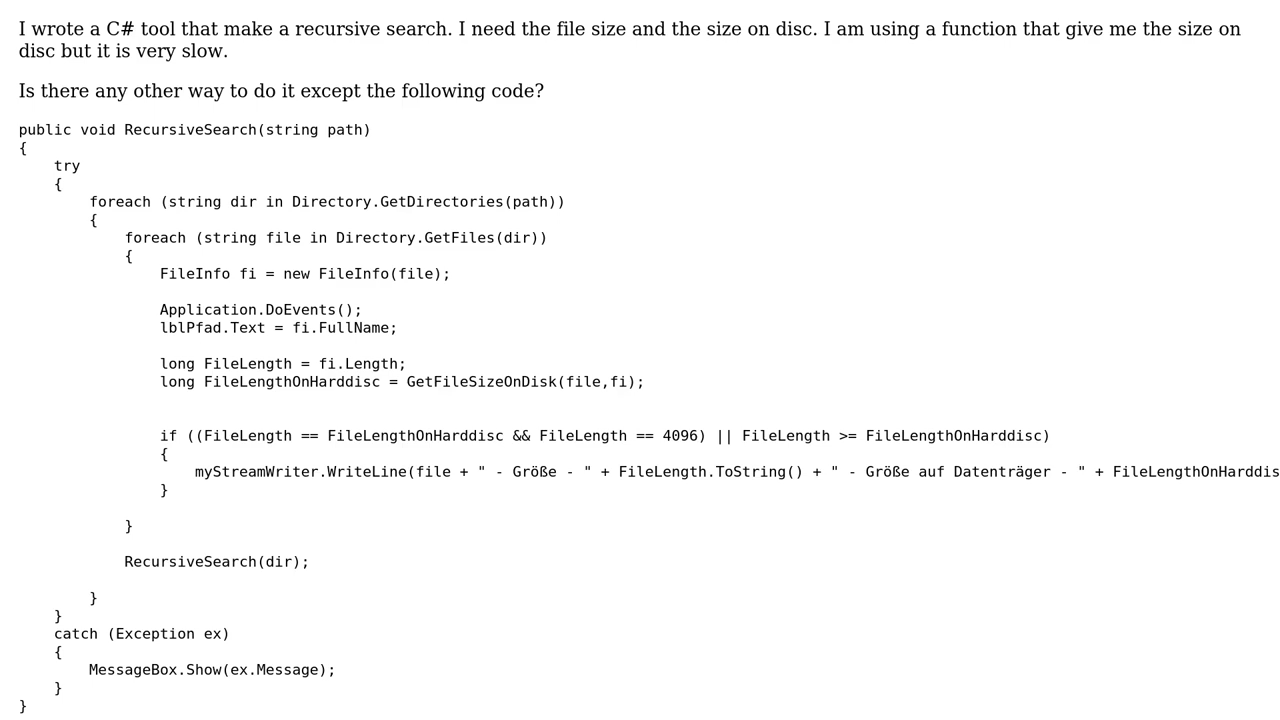 I wrote a C# tool that make a recursive search. I need the file size and the size on disc. I am using a function that give me the size on
disc but it is very slow.
Is there any other way to do it except the following code?
public void RecursiveSearch(string path)
{
    try
    {
        foreach (string dir in Directory.GetDirectories(path))
        {
            foreach (string file in Directory.GetFiles(dir))
            {
                FileInfo fi = new FileInfo(file);
                Application.DoEvents();
                lblPfad.Text = fi.FullName;
                long FileLength = fi.Length;
                long FileLengthOnHarddisc = GetFileSizeOnDisk(file,fi);
                if ((FileLength == FileLengthOnHarddisc && FileLength == 4096) || FileLength >= FileLengthOnHarddisc)
                {
                    myStreamWriter.WriteLine(file + " - Größe - " + FileLength.ToString() + " - Größe auf Datenträger - " + FileLengthOnHarddis
                }
            }
            RecursiveSearch(dir);
        }
    }
    catch (Exception ex)
    {
        MessageBox.Show(ex.Message);
    }
}